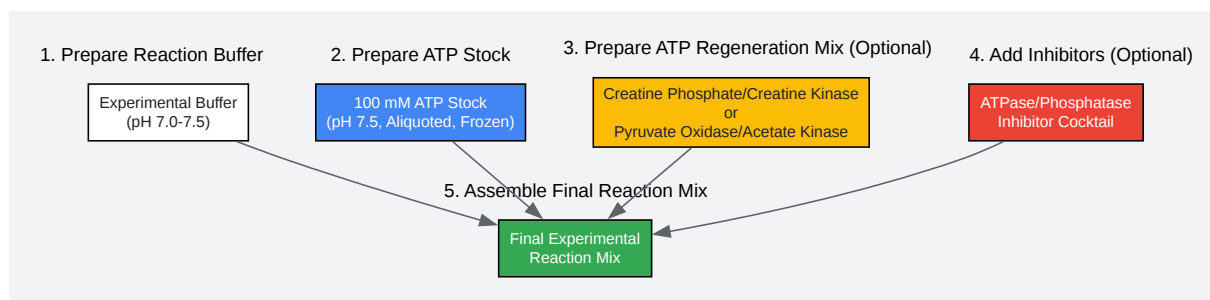 1. Prepare Reaction Buffer
Experimental Buffer
(pH 7.0-7.5)
2. Prepare ATP Stock
100 mM ATP Stock
(pH 7.5, Aliquoted, Frozen)
3. Prepare ATP Regeneration Mix (Optional)
Creatine Phosphate/Creatine Kinase
or
Pyruvate Oxidase/Acetate Kinase
4. Add Inhibitors (Optional)
ATPase/Phosphatase
Inhibitor Cocktail
5. Assemble Final Reaction Mix
Final Experimental
Reaction Mix